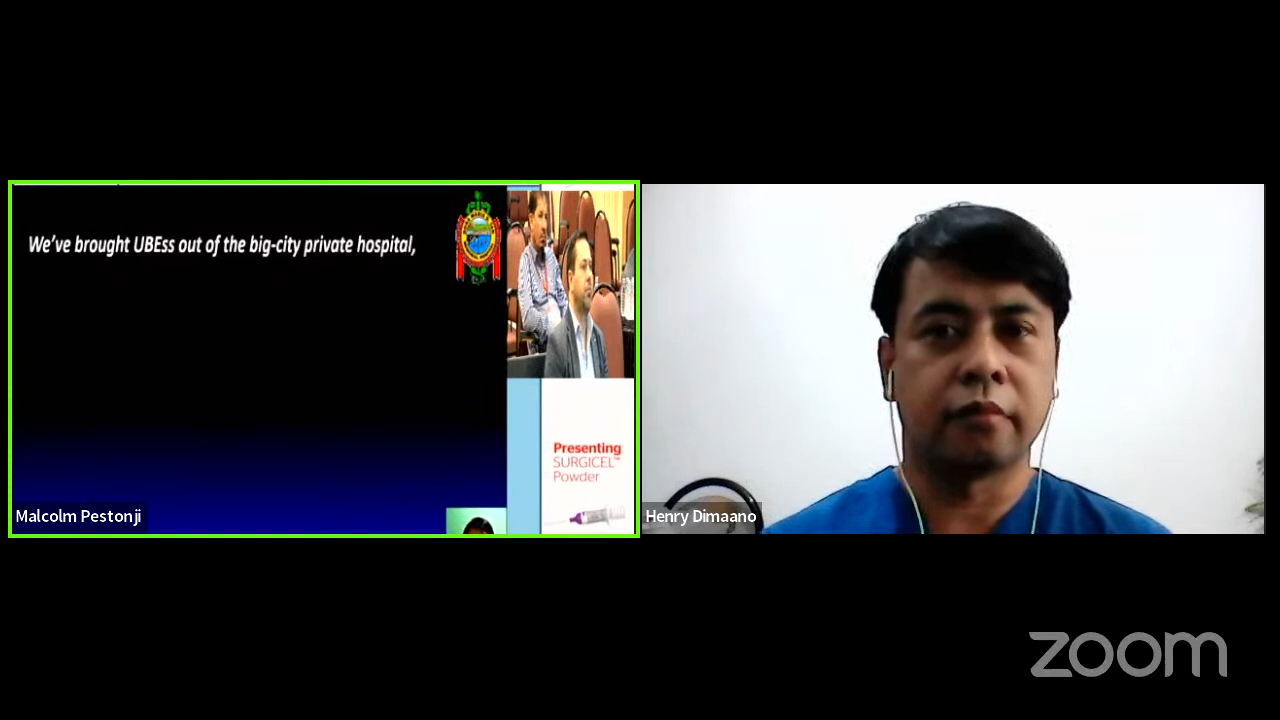 We've brought UBEss out of the big-city private hospital,
Presenting
SURGICEL™
Powder
Malcolm Pestonji
Henry Dimaano
zoom